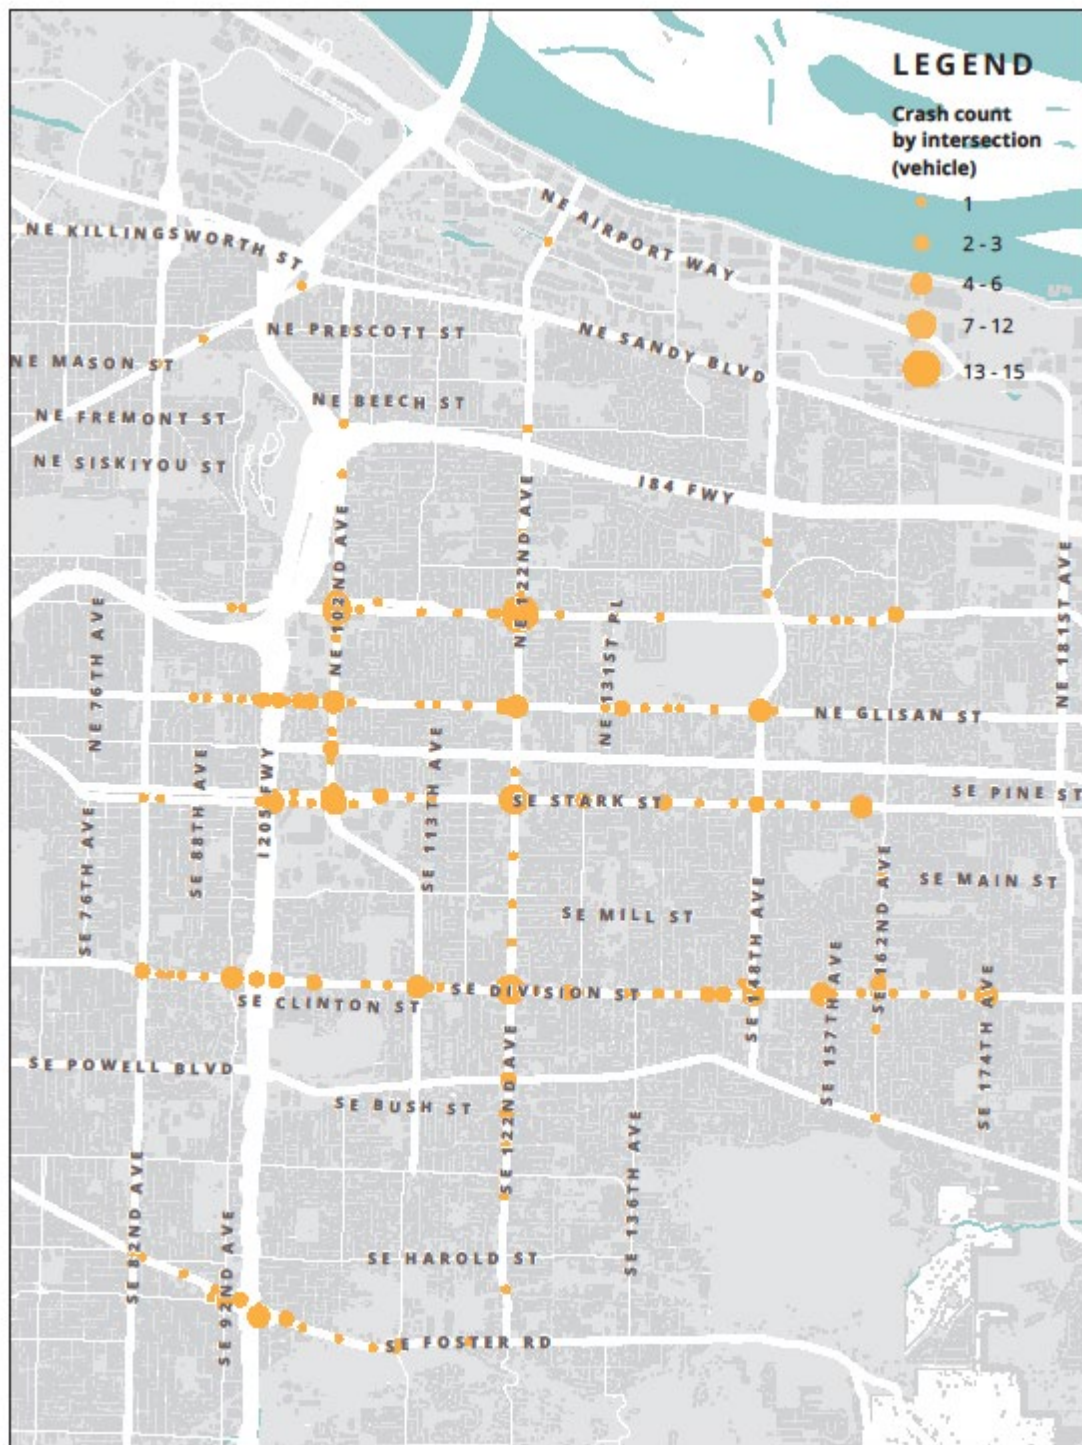 LEGEND
Crash count
by intersection
(vehicle)
1
2 - 3
4 - 6
7 - 12
13 - 15
NE AIRPORT WAY
NE KILLINGSWORTH ST
NE PRESCOTT ST
NE SANDY BLVD
NE MASON ST
NE BEECH ST
NE FREMONT ST
NE SISKIYOU ST
I84 FWY
NE 102ND AVE
NE 122ND AVE
NE 181ST AVE
NE 76TH AVE
NE 131ST PL
NE GLISAN ST
SE 88TH AVE
I205 FWY
SE 113TH AVE
SE STARK ST
SE PINE ST
SE 76TH AVE
SE MAIN ST
SE MILL ST
SE 148TH AVE
SE 162ND AVE
SE DIVISION ST
SE CLINTON ST
SE 157TH AVE
SE 174TH AVE
SE POWELL BLVD
SE BUSH ST
SE 122ND AVE
SE 136TH AVE
SE 82ND AVE
SE 92ND AVE
SE HAROLD ST
SE FOSTER RD